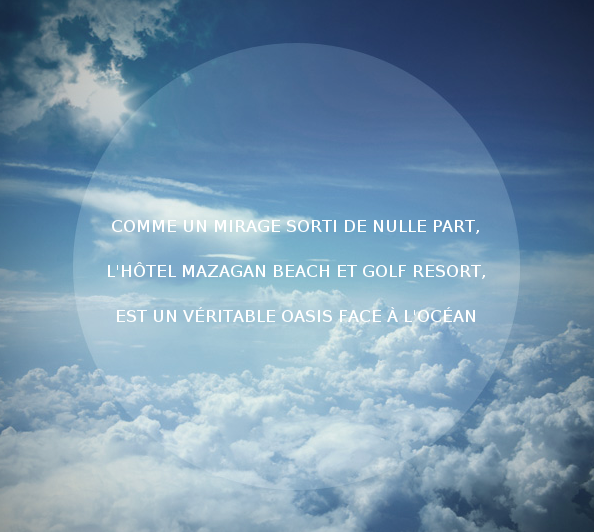 COMME UN MIRAGE SORTI DE NULLE PART,
L'HÔTEL MAZAGAN BEACH ET GOLF RESORT,
EST UN VÉRITABLE OASIS FACE À L'OCÉAN